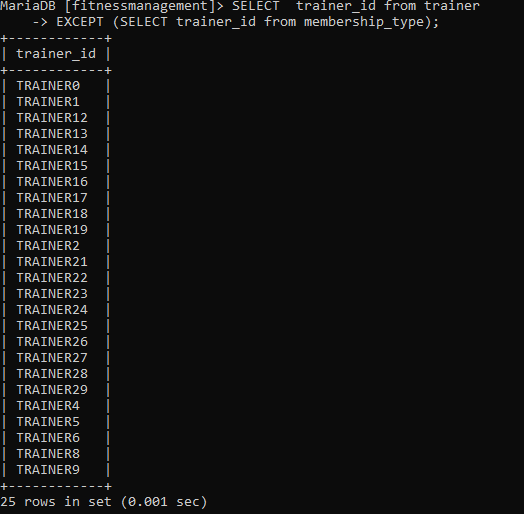 MariaDB [fitnessmanagement]> SELECT  trainer_id from trainer
    -> EXCEPT (SELECT trainer_id from membership_type);
+------------+
| trainer_id |
+------------+
| TRAINER0   |
| TRAINER1   |
| TRAINER12  |
| TRAINER13  |
| TRAINER14  |
| TRAINER15  |
| TRAINER16  |
| TRAINER17  |
| TRAINER18  |
| TRAINER19  |
| TRAINER2   |
| TRAINER21  |
| TRAINER22  |
| TRAINER23  |
| TRAINER24  |
| TRAINER25  |
| TRAINER26  |
| TRAINER27  |
| TRAINER28  |
| TRAINER29  |
| TRAINER4   |
| TRAINER5   |
| TRAINER6   |
| TRAINER8   |
| TRAINER9   |
+------------+
25 rows in set (0.001 sec)